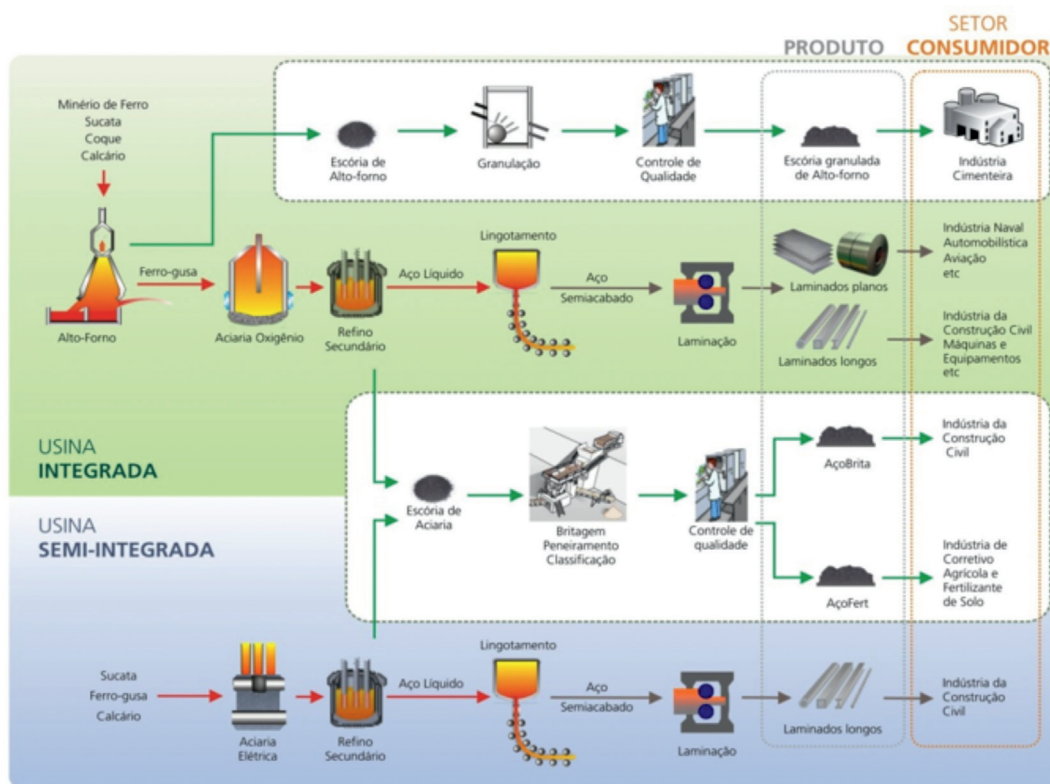 SETOR
PRODUTO
CONSUMIDOR
Minério de Ferro
Sucata
Coque
Calcário
Escória de
Alto-forno
Granulação
Controle de
Qualidade
Escória granulada
de Alto-forno
Indústria
Cimenteira
Alto-Forno
Ferro-gusa
Aciaria Oxigênio
Refino
Secundário
Aço Líquido
Lingotamento
Aço
Semiacabado
Laminação
Laminados planos
Indústria Naval
Automobilística
Aviação
etc
Laminados longos
Indústria da
Construção Civil
Máquinas e
Equipamentos
etc
USINA
INTEGRADA
Escória de
Aciaria
Britagem
Peneiramento
Classificação
Controle de
qualidade
AçoBrita
Indústria da
Construção
Civil
AçoFert
Indústria de
Corretivo
Agrícola e
Fertilizante
de Solo
USINA
SEMI-INTEGRADA
Sucata
Ferro-gusa
Calcário
Aciaria
Elétrica
Refino
Secundário
Aço Líquido
Lingotamento
Aço
Semiacabado
Laminação
Laminados longos
Indústria da
Construção
Civil